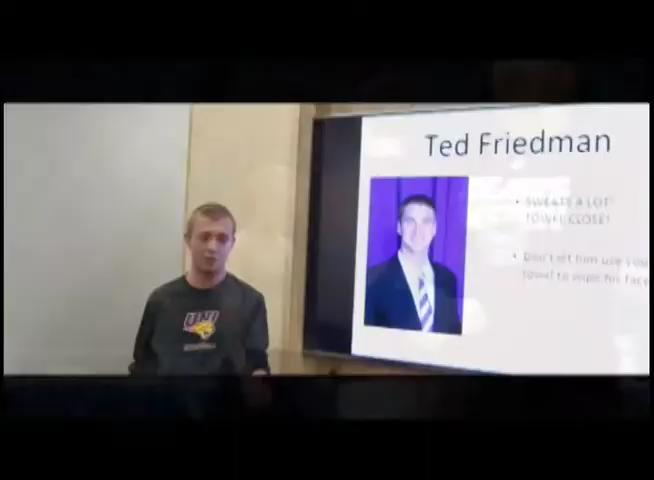 Ted Friedman
• SWEATS A LOT!
TOWEL CLOSE!
• Don't let him use your
towel to wipe his face
UNI